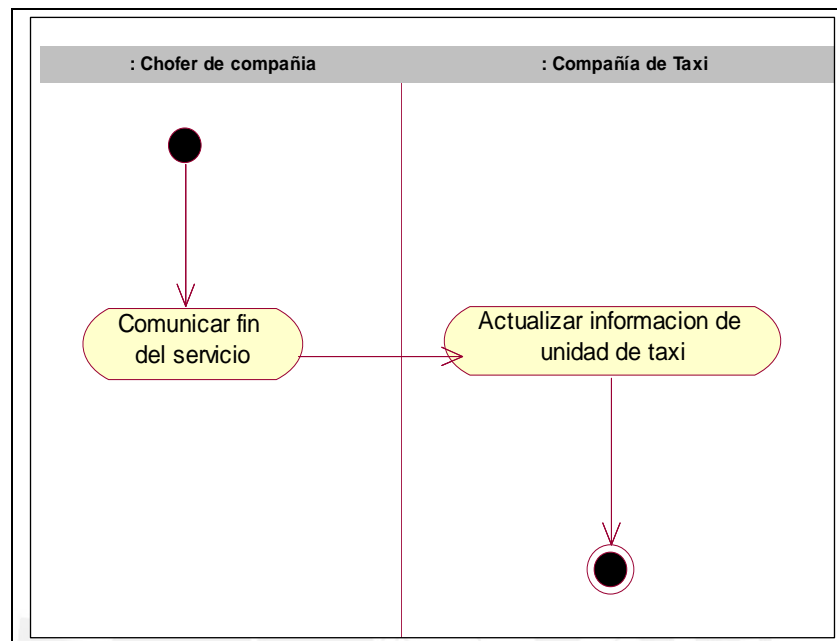 : Chofer de compañia
: Compañía de Taxi
Comunicar fin
del servicio
Actualizar informacion de
unidad de taxi